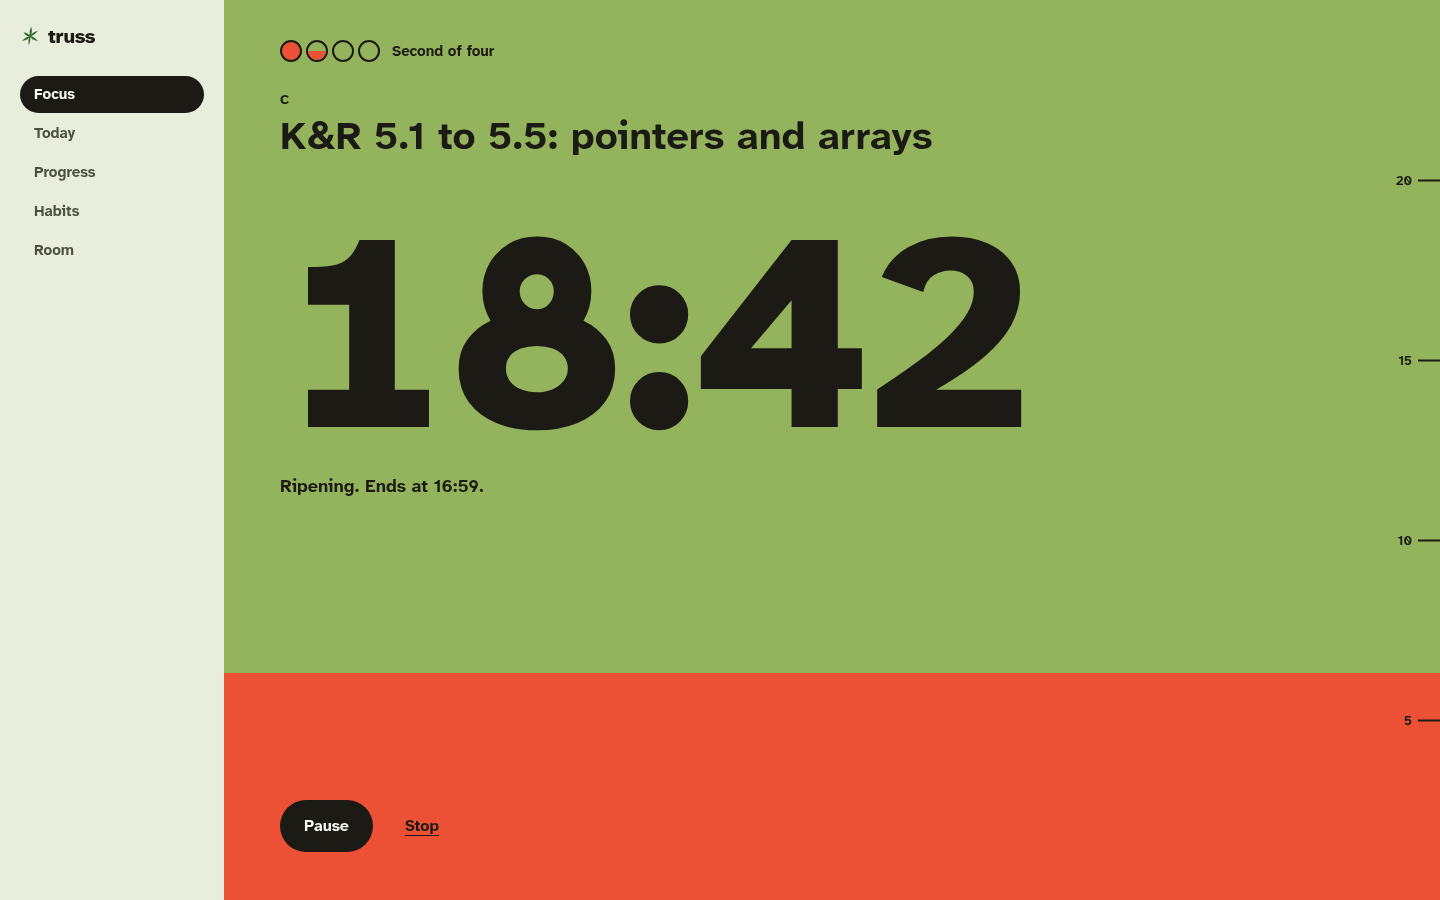 truss
Focus
Today
Progress
Habits
Room
Second of four
C
K&R 5.1 to 5.5: pointers and arrays
18:42
Ripening. Ends at 16:59.
20
15
10
5
Pause
Stop